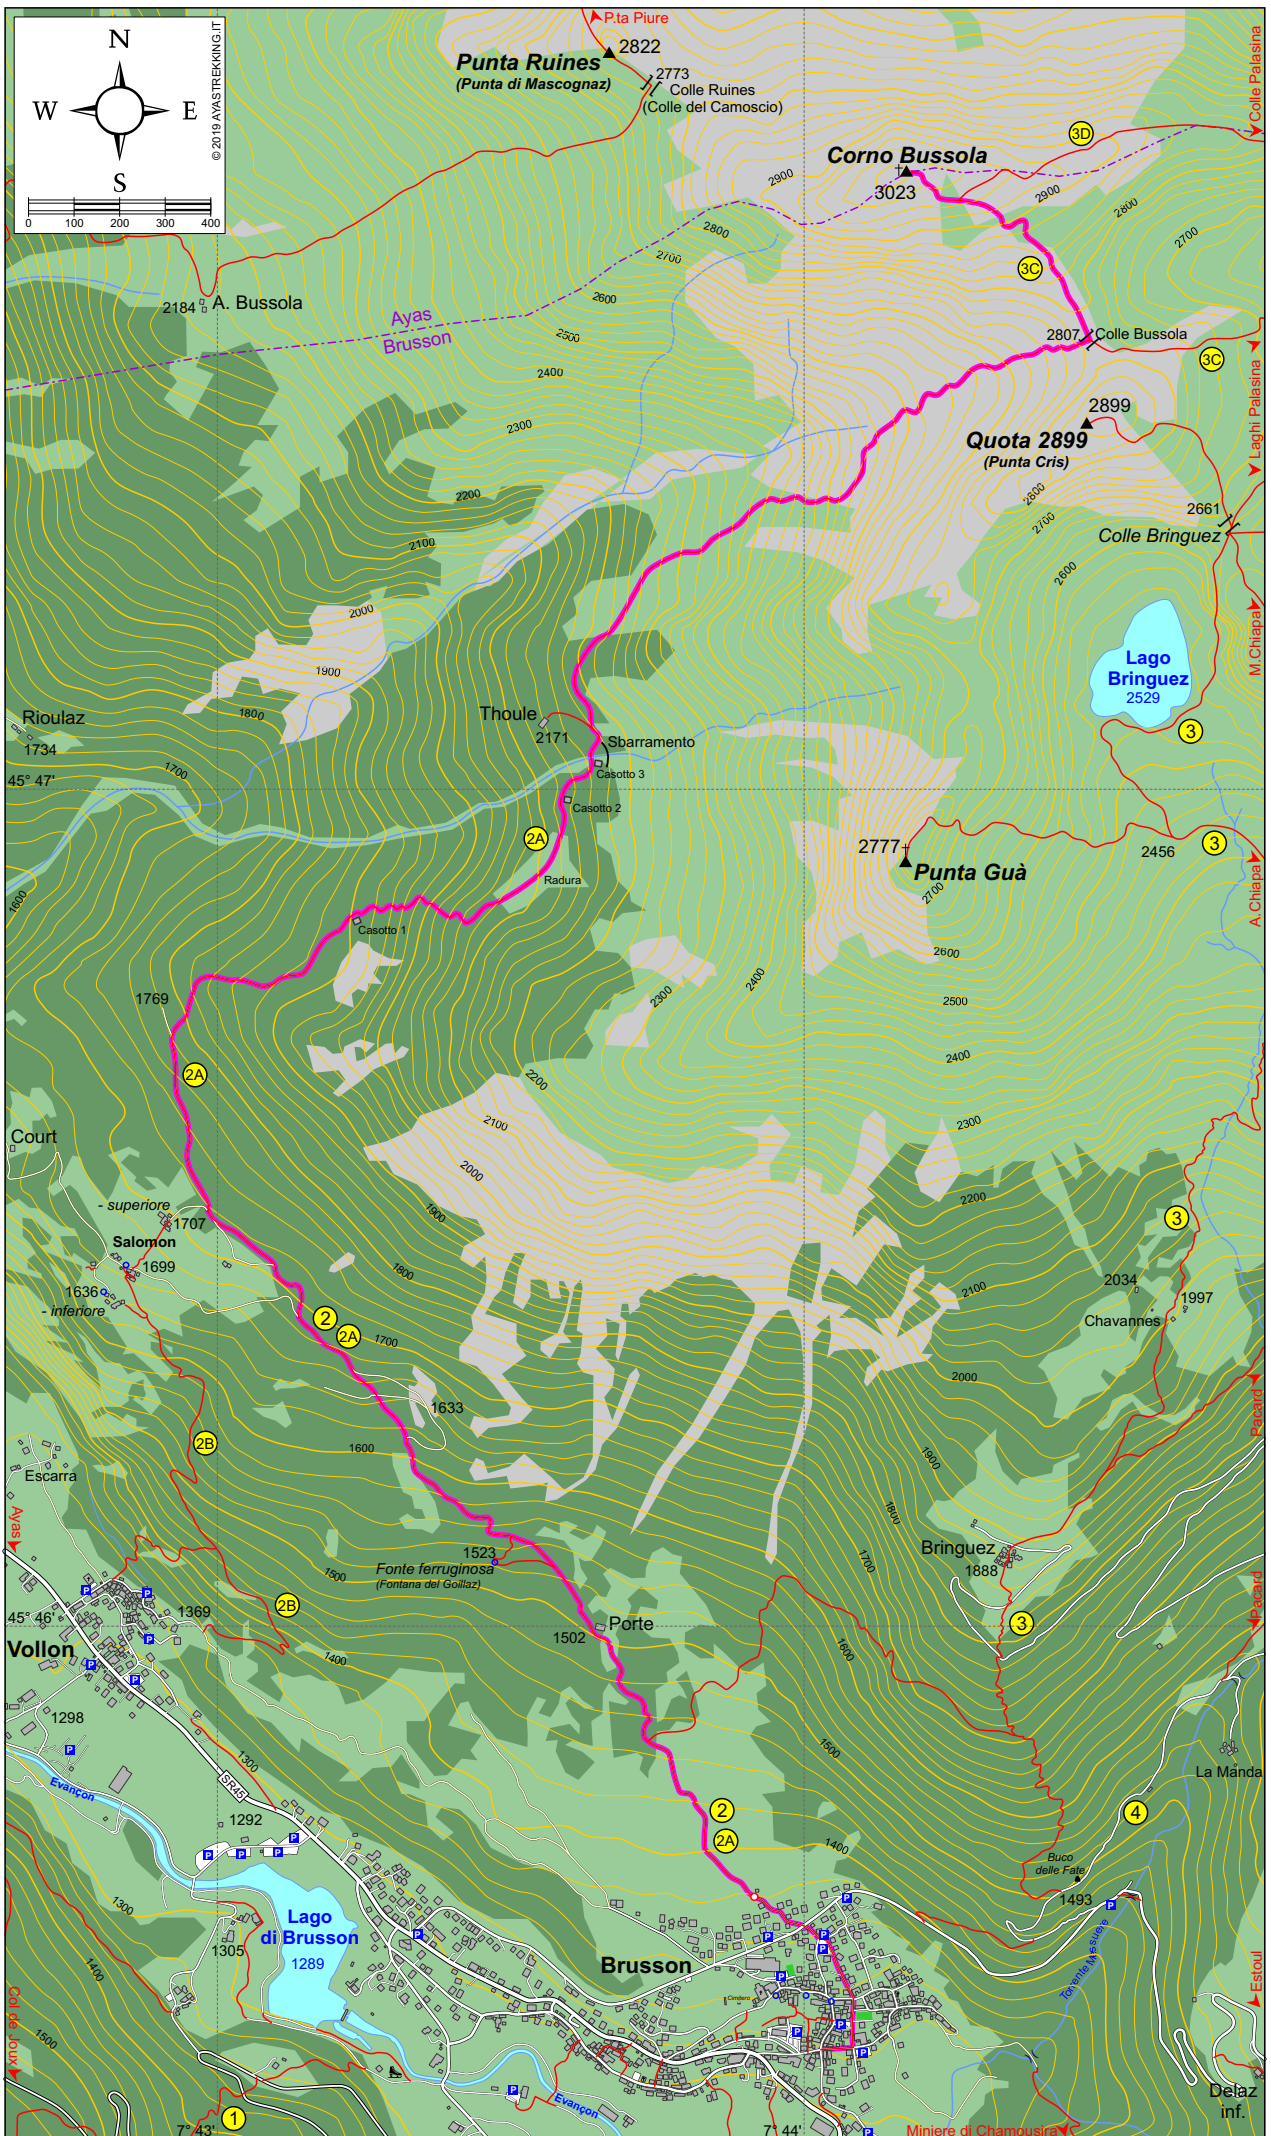 P.ta Piure
N
W
E
S
© 2019 AYASTREKKING.IT
0 100 200 300 400
Punta Ruines
2822
(Punta di Mascognaz)
2773
Colle Ruines
(Colle del Camoscio)
Colle Palasina
3D
Corno Bussola
3023
2900
2900
2800
2700
2800
2700
2600
2500
2400
2300
2200
2100
2000
1900
1800
1700
1600
3C
2184
A. Bussola
Ayas
Brusson
2807
Colle Bussola
3C
Laghi Palasina
2899
Quota 2899
(Punta Cris)
2800
2700
2600
2661
Colle Bringuez
M.Chiapa
Lago
Bringuez
2529
3
Rioulaz
1734
Thoule
2171
Sbarramento
Casotto 3
Casotto 2
45° 47'
2A
Radura
2777
Punta Guà
2700
2456
3
A.Chiapa
Casotto 1
2600
2500
2400
2300
2400
2300
2200
2100
2000
1900
1800
1769
2A
2200
2100
2000
1900
1800
1700
1600
1500
1400
1300
Court
- superiore
1707
Salomon
1699
1636
- inferiore
3
2034
1997
Chavannes
2
2A
1700
1633
1600
Pacard
2B
Escarra
Ayas
1523
Fonte ferruginosa
(Fontana del Goillaz)
1500
Bringuez
1888
Pacard
3
2B
1369
45° 46'
Vollon
Porte
1502
1400
1298
Evançon
1300
SR45
1292
La Manda
4
2
2A
1400
Buco
delle Fate
1493
Torrente Messuere
Lago
di Brusson
1289
1305
1300
1400
1500
Brusson
Cimitero
Estoul
Col de Joux
1
7° 43'
Evançon
7° 44'
Miniere di Chamousira
Delaz
inf.
P